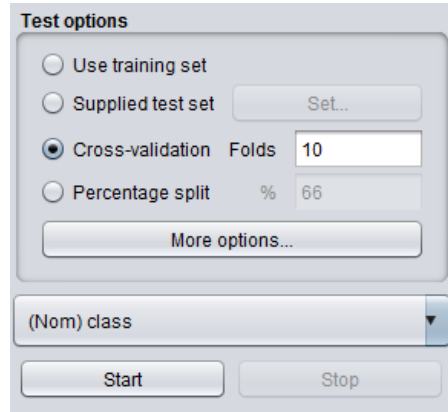 Test options
Use training set
Supplied test set Set...
Cross-validation Folds 10
Percentage split % 66
More options...
(Nom) class
Start Stop